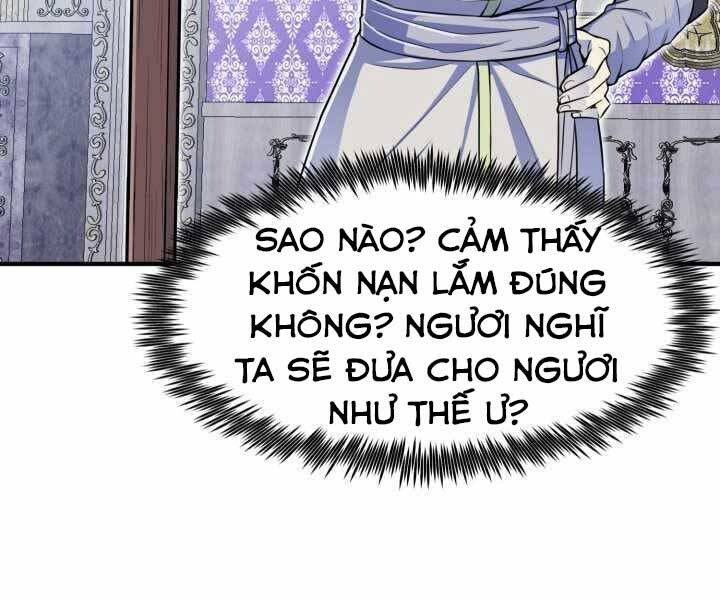 SAO NÀO? CẢM THẤY
KHỐN NẠN LẮM ĐÚNG
KHÔNG? NGƯƠI NGHĨ
TA SẼ ĐƯA CHO NGƯƠI
NHƯ THẾ Ư?